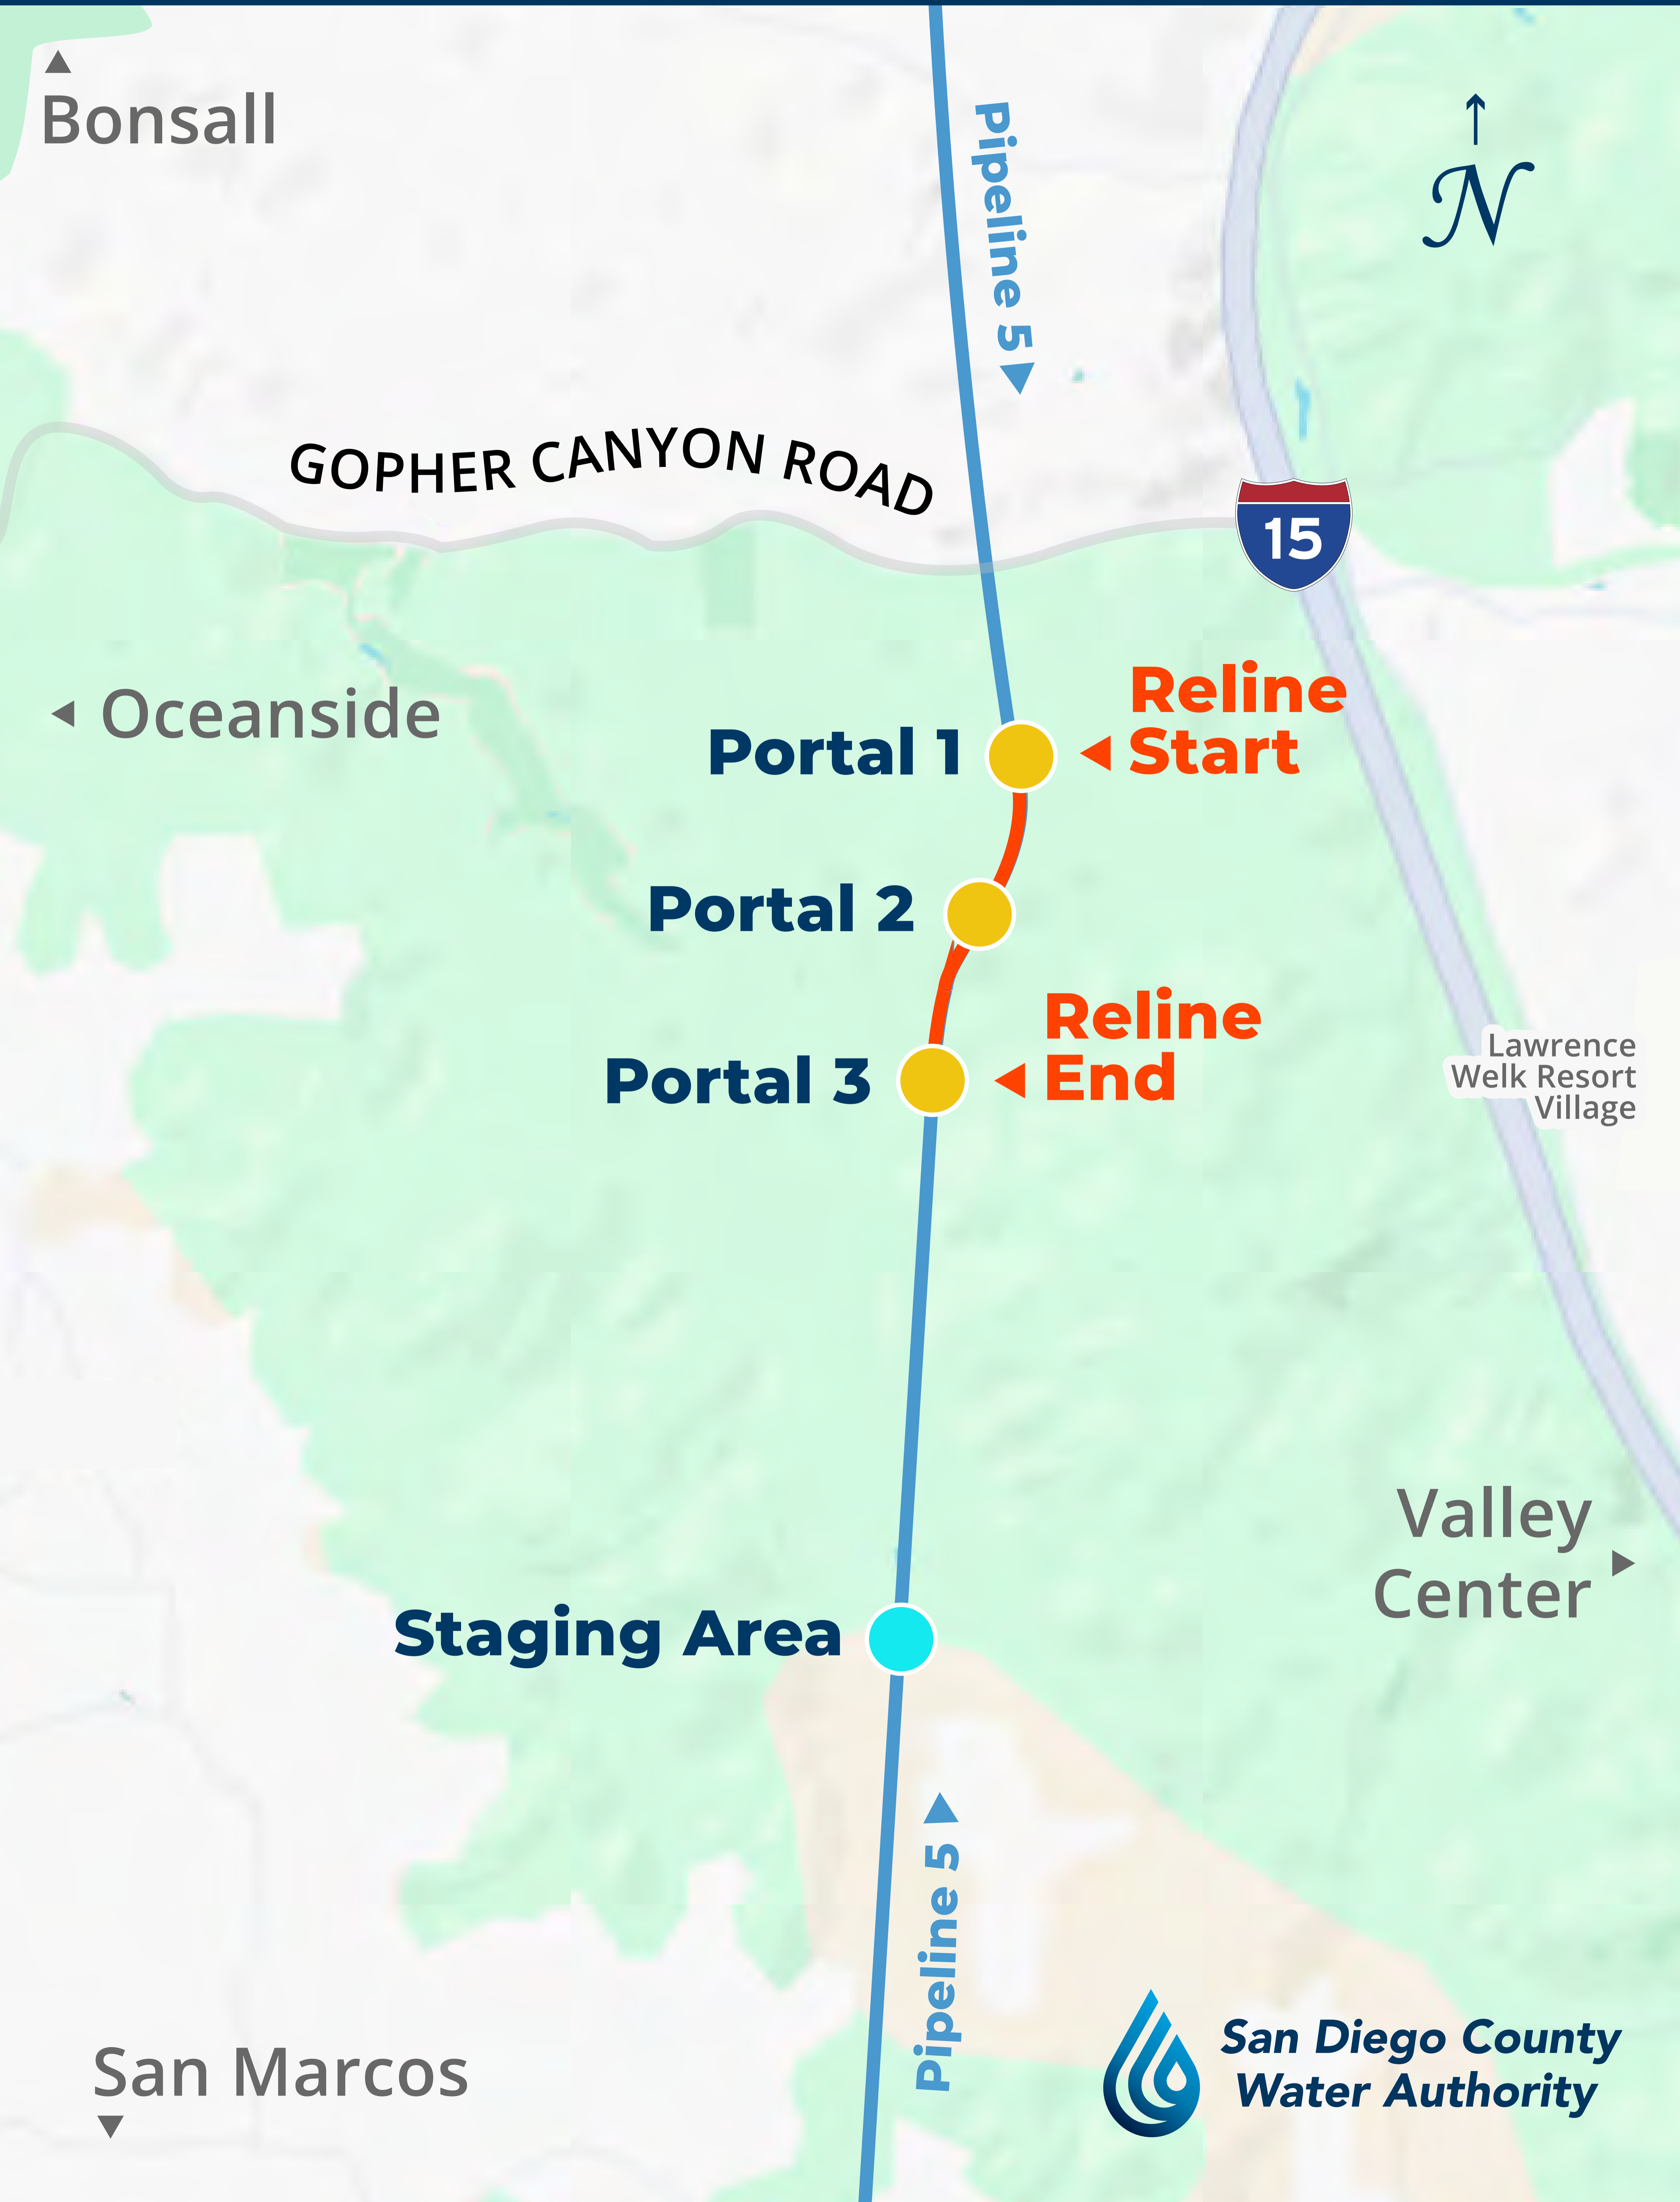 Bonsall
N
Pipeline 5
GOPHER CANYON ROAD
15
Oceanside
Reline
Start
Portal 1
Portal 2
Reline
End
Portal 3
Lawrence
Welk Resort
Village
Valley
Center
Staging Area
Pipeline 5
San Marcos
San Diego County
Water Authority